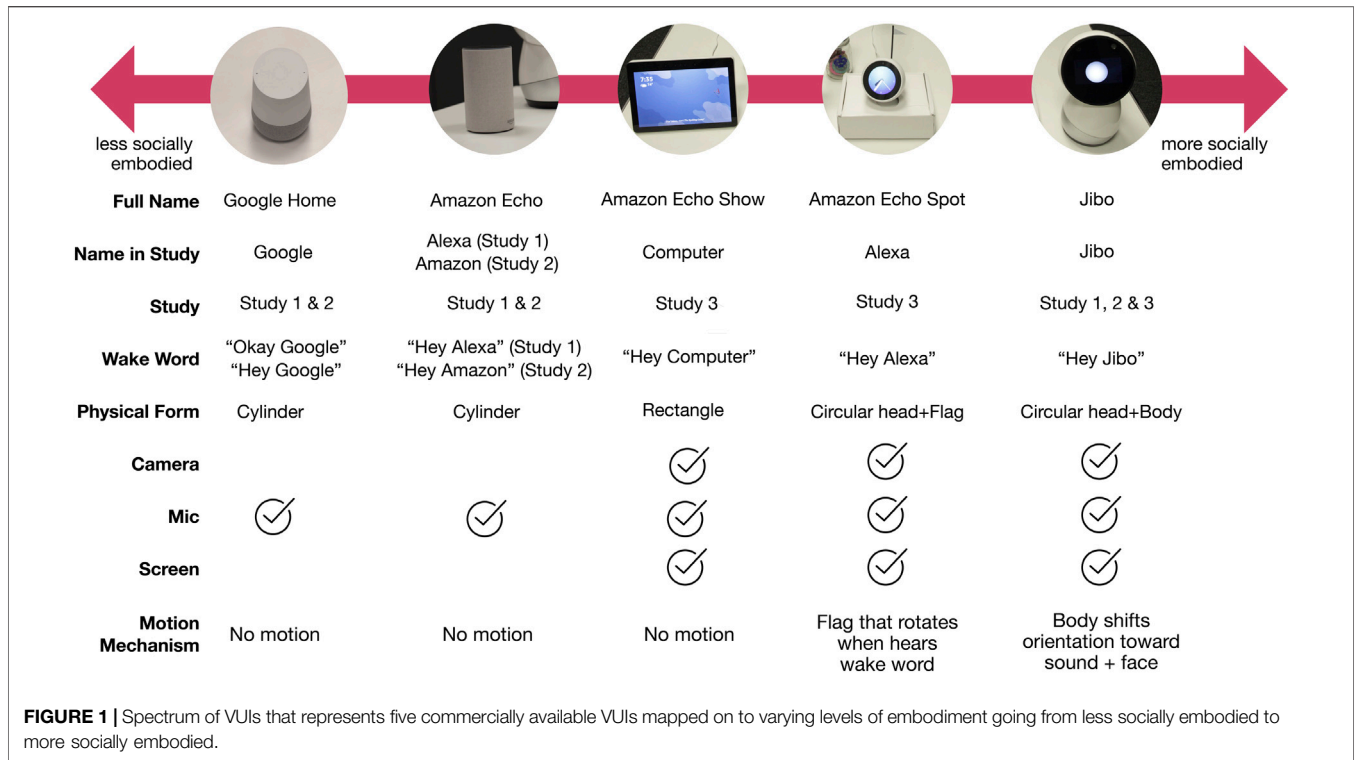 less socially
embodied
more socially
embodied
Full Name Google Home Amazon Echo Amazon Echo Show Amazon Echo Spot Jibo
Name in Study Google Alexa (Study 1) Amazon (Study 2) Computer Alexa Jibo
Study Study 1 & 2 Study 1 & 2 Study 3 Study 3 Study 1, 2 & 3
Wake Word “Okay Google” “Hey Google” “Hey Alexa” (Study 1) “Hey Amazon” (Study 2) “Hey Computer” “Hey Alexa” “Hey Jibo”
Physical Form Cylinder Cylinder Rectangle Circular head+Flag Circular head+Body
Camera
Mic
Screen
Motion Mechanism No motion No motion No motion Flag that rotates when hears wake word Body shifts orientation toward sound + face
FIGURE 1 | Spectrum of VUIs that represents five commercially available VUIs mapped on to varying levels of embodiment going from less socially embodied to
more socially embodied.